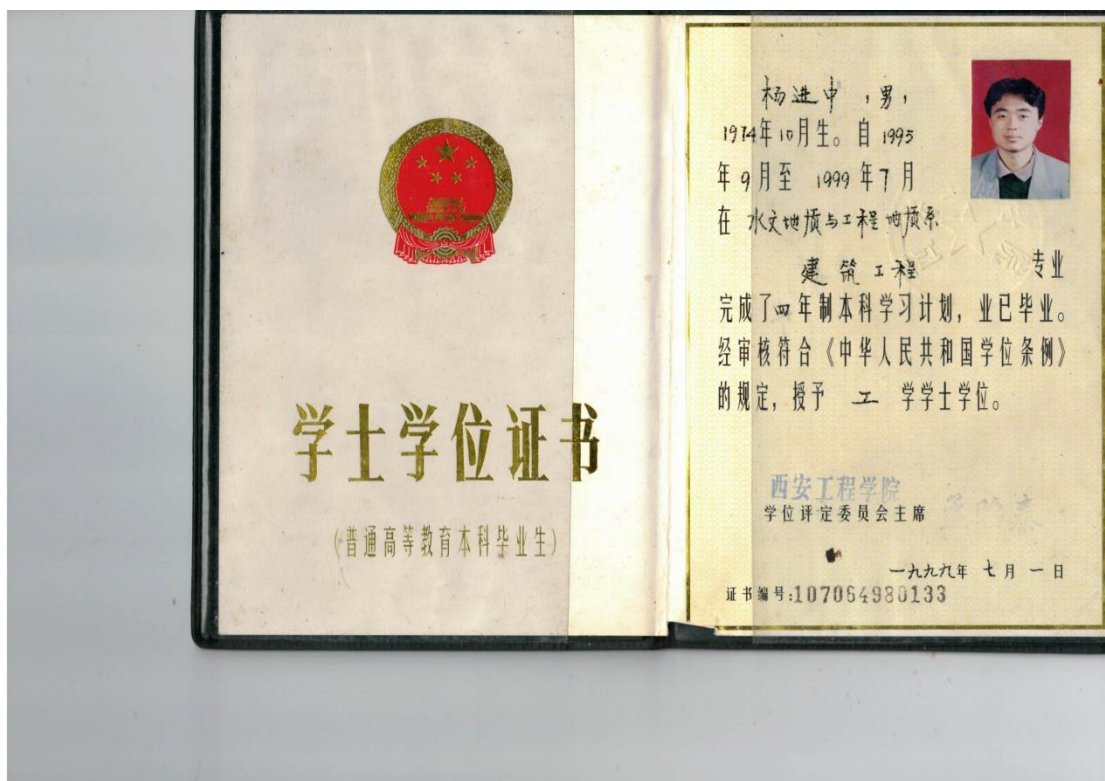 学士学位证书
(普通高等教育本科毕业生)
杨进中，男，
1974年10月生。自1995
年9月至1999年7月
在水文地质与工程地质系
建筑工程 专业
完成了四年制本科学习计划，业已毕业。
经审核符合《中华人民共和国学位条例》
的规定，授予 工 学学士学位。
西安工程学院
学位评定委员会主席
一九九九年 七月 一日
证书编号:107064980133